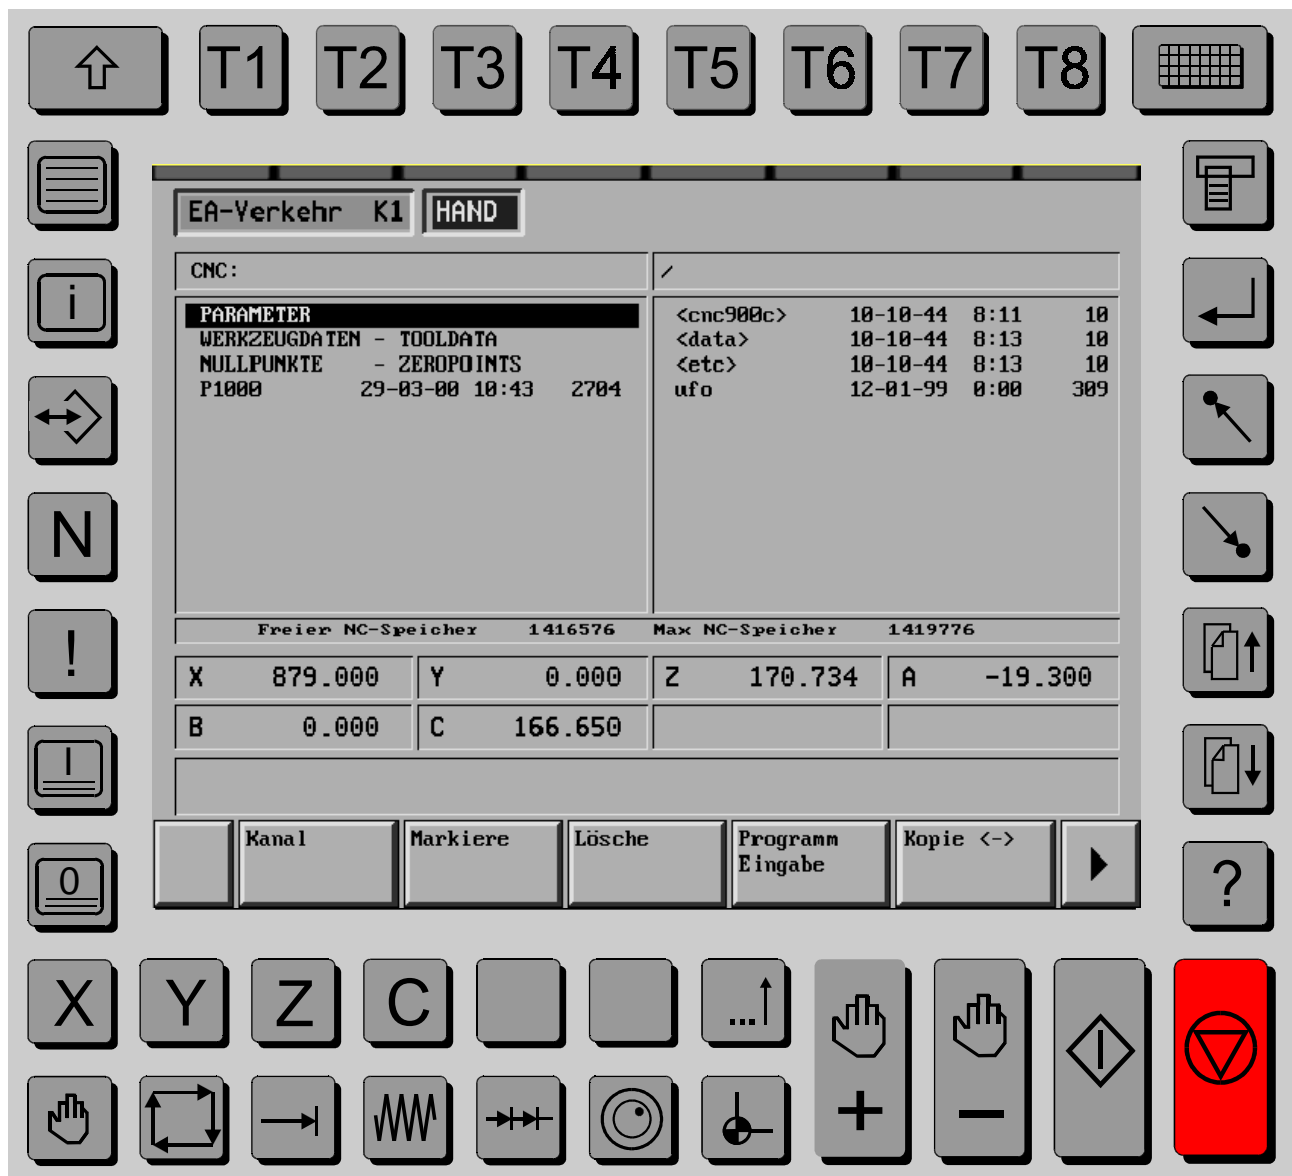 T1 T2 T3 T4 T5 T6 T7 T8
EA-Verkehr K1 HAND
i
CNC: /
PARAMETER <cnc900c> 10-10-44 8:11 10
WERKZEUGDATEN - TOOLDATA <data> 10-10-44 8:13 10
NULLPUNKTE - ZEROPOINTS <etc> 10-10-44 8:13 10
P1000 29-03-00 10:43 2704 ufo 12-01-99 0:00 309
N
!
Freier NC-Speicher 1416576 Max NC-Speicher 1419776
X 879.000 Y 0.000 Z 170.734 A -19.300
B 0.000 C 166.650
I
Kanal Markiere Lösche Programm Eingabe Kopie <->
0 ?
X Y Z C ...
+ -